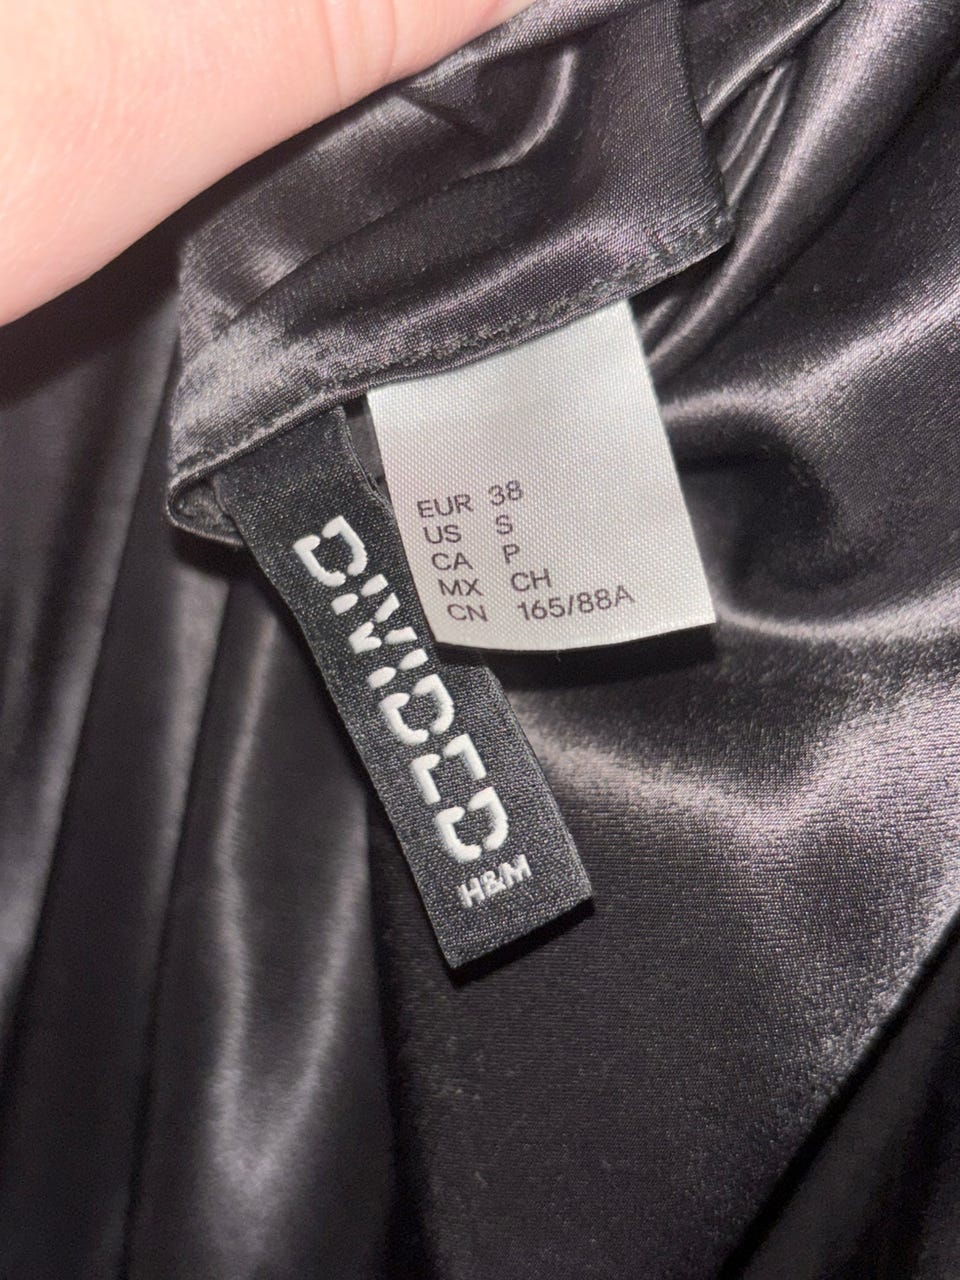 EUR 38
US S
CA P
MX CH
CN 165/88A
DIVIDED
H&M